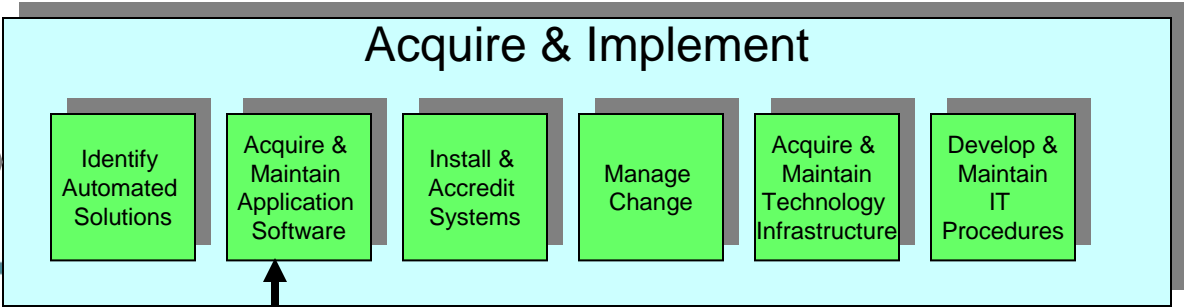 Acquire & Implement
Identify
Automated
Solutions
Acquire &
Maintain
Application
Software
Install &
Accredit
Systems
Manage
Change
Acquire &
Maintain
Technology
Infrastructure
Develop &
Maintain
IT
Procedures